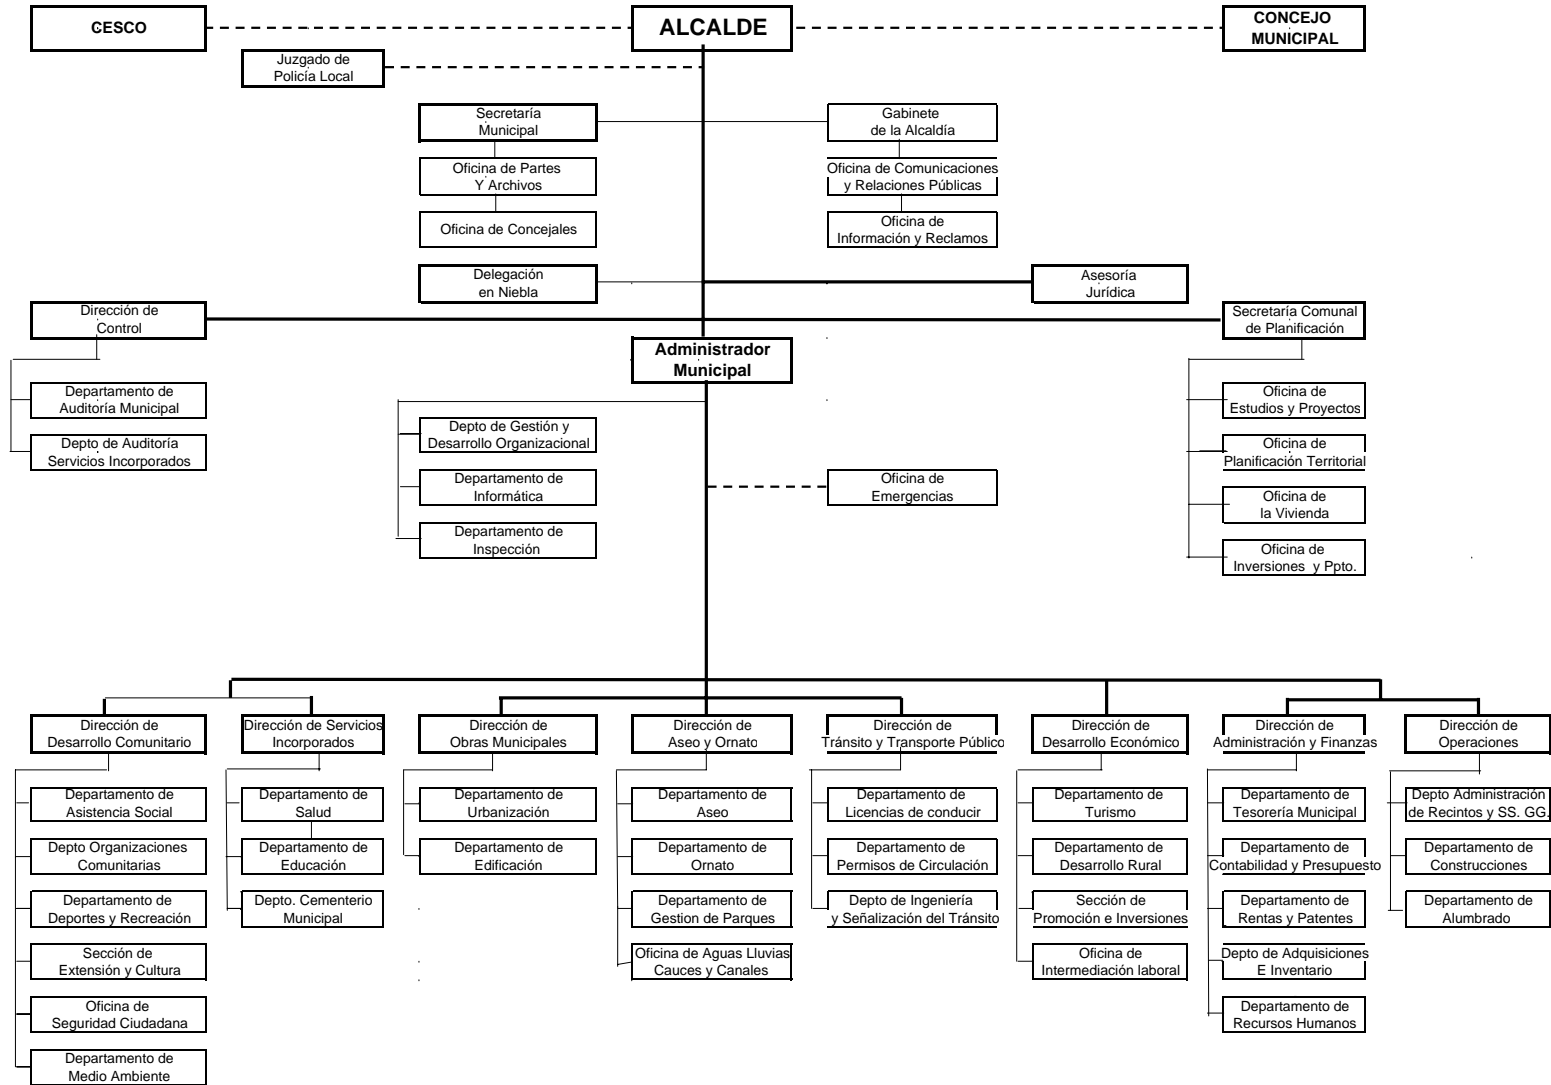 CESCO
ALCALDE
CONCEJO
MUNICIPAL
Juzgado de
Policía Local
Secretaría
Municipal
Gabinete
de la Alcaldía
Oficina de Partes
Y Archivos
Oficina de Comunicaciones
y Relaciones Públicas
Oficina de Concejales
Oficina de
Información y Reclamos
Delegación
en Niebla
Asesoría
Jurídica
Dirección de
Control
Secretaría Comunal
de Planificación
Administrador
Municipal
Departamento de
Auditoría Municipal
Depto de Auditoría
Servicios Incorporados
Depto de Gestión y
Desarrollo Organizacional
Departamento de
Informática
Departamento de
Inspección
Oficina de
Emergencias
Oficina de
Estudios y Proyectos
Oficina de
Planificación Territorial
Oficina de
la Vivienda
Oficina de
Inversiones y Ppto.
Dirección de
Desarrollo Comunitario
Departamento de
Asistencia Social
Depto Organizaciones
Comunitarias
Departamento de
Deportes y Recreación
Sección de
Extensión y Cultura
Oficina de
Seguridad Ciudadana
Departamento de
Medio Ambiente
Dirección de Servicios
Incorporados
Departamento de
Salud
Departamento de
Educación
Depto. Cementerio
Municipal
Dirección de
Obras Municipales
Departamento de
Urbanización
Departamento de
Edificación
Dirección de
Aseo y Ornato
Departamento de
Aseo
Departamento de
Ornato
Departamento de
Gestion de Parques
Oficina de Aguas Lluvias
Cauces y Canales
Dirección de
Tránsito y Transporte Público
Departamento de
Licencias de conducir
Departamento de
Permisos de Circulación
Depto de Ingeniería
y Señalización del Tránsito
Dirección de
Desarrollo Económico
Departamento de
Turismo
Departamento de
Desarrollo Rural
Sección de
Promoción e Inversiones
Oficina de
Intermediación laboral
Dirección de
Administración y Finanzas
Departamento de
Tesorería Municipal
Departamento de
Contabilidad y Presupuesto
Departamento de
Rentas y Patentes
Depto de Adquisiciones
E Inventario
Departamento de
Recursos Humanos
Dirección de
Operaciones
Depto Administración
de Recintos y SS. GG.
Departamento de
Construcciones
Departamento de
Alumbrado